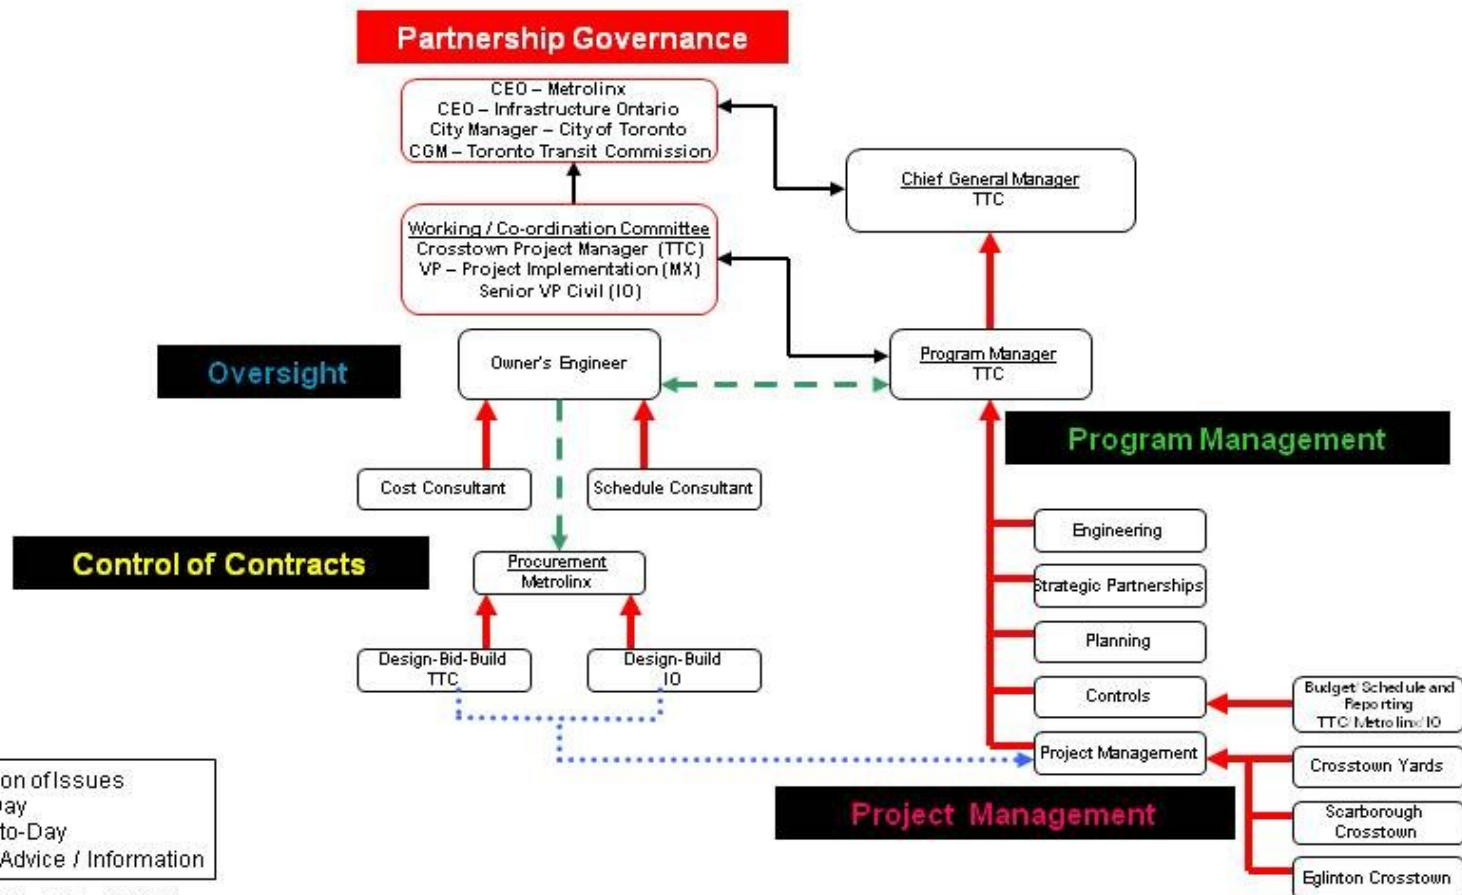 Partnership Governance
CEO – Metrolinx
CEO – Infrastructure Ontario
City Manager – City of Toronto
CGM – Toronto Transit Commission
Chief General Manager
TTC
Working / Co-ordination Committee
Crosstown Project Manager (TTC)
VP – Project Implementation (MX)
Senior VP Civil (IO)
Oversight
Owner's Engineer
Program Manager
TTC
Program Management
Cost Consultant
Schedule Consultant
Control of Contracts
Procurement
Metrolinx
Engineering
Strategic Partnerships
Planning
Design-Bid-Build
TTC
Design-Build
IO
Controls
Budget/Schedule and
Reporting
TTC/Metrolinx/IO
Project Management
Crosstown Yards
Project Management
Scarborough
Crosstown
Eglinton Crosstown
on of Issues
ay
to-Day
Advice / Information